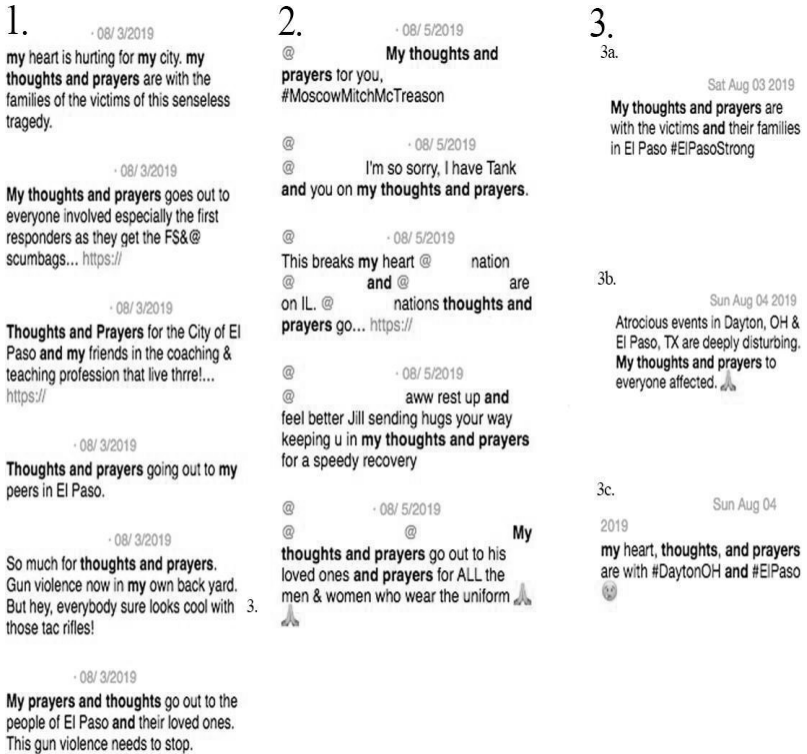 1.
· 08/ 3/2019
my heart is hurting for my city. my
thoughts and prayers are with the
families of the victims of this senseless
tragedy.
· 08/ 3/2019
My thoughts and prayers goes out to
everyone involved especially the first
responders as they get the FS&@
scumbags... https://
· 08/ 3/2019
Thoughts and Prayers for the City of El
Paso and my friends in the coaching &
teaching profession that live thrre!...
https://
· 08/ 3/2019
Thoughts and prayers going out to my
peers in El Paso.
· 08/ 3/2019
So much for thoughts and prayers.
Gun violence now in my own back yard.
But hey, everybody sure looks cool with
those tac rifles!
· 08/ 3/2019
My prayers and thoughts go out to the
people of El Paso and their loved ones.
This gun violence needs to stop.
2.
· 08/ 5/2019
@ My thoughts and
prayers for you,
#MoscowMitchMcTreason
@ · 08/ 5/2019
@ I'm so sorry, I have Tank
and you on my thoughts and prayers.
@ · 08/ 5/2019
This breaks my heart @ nation
@ and @ are
on IL. @ nations thoughts and
prayers go... https://
@ · 08/ 5/2019
@ aww rest up and
feel better Jill sending hugs your way
keeping u in my thoughts and prayers
for a speedy recovery
@ · 08/ 5/2019
@ @ My
thoughts and prayers go out to his
loved ones and prayers for ALL the
men & women who wear the uniform 🙏
🙏
3.
3.
3a.
Sat Aug 03 2019
My thoughts and prayers are
with the victims and their families
in El Paso #ElPasoStrong
3b.
Sun Aug 04 2019
Atrocious events in Dayton, OH &
El Paso, TX are deeply disturbing.
My thoughts and prayers to
everyone affected. 🙏
3c.
Sun Aug 04
2019
my heart, thoughts, and prayers
are with #DaytonOH and #ElPaso